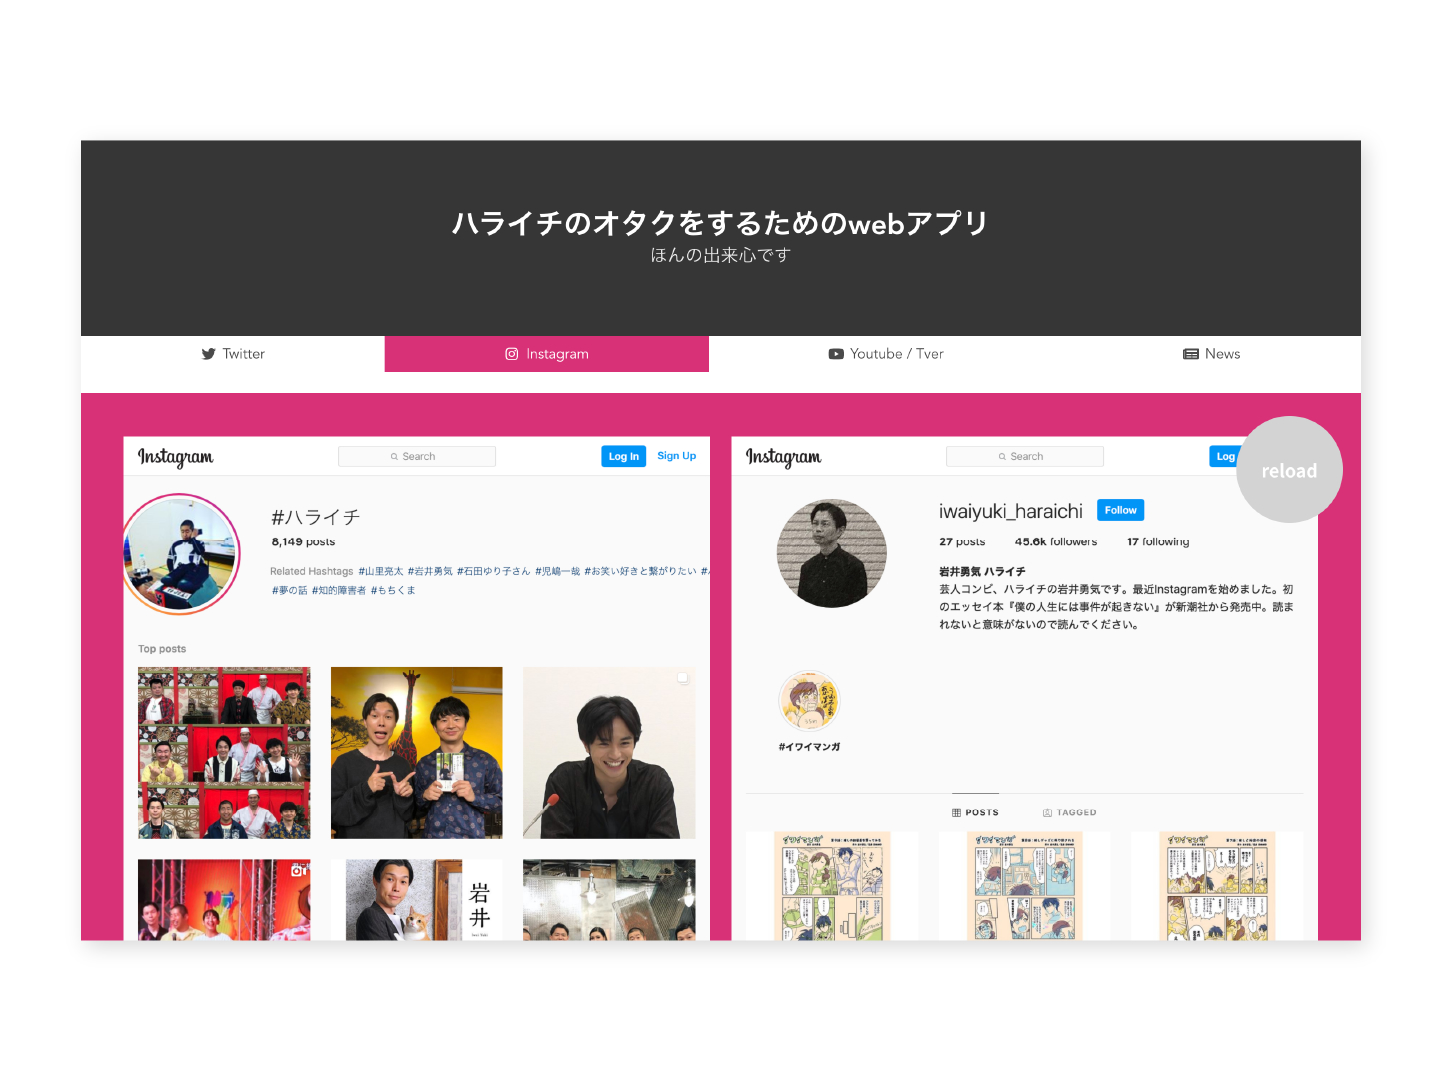 ハライチのオタクをするためのwebアプリ
ほんの出来心です
Twitter
Instagram
Youtube / Tver
News
Instagram
Search
Log In
Sign Up
#ハライチ
8,149 posts
Related Hashtags #山里亮太 #岩井勇気 #石田ゆり子さん #児嶋一哉 #お笑い好きと繋がりたい
#夢の話 #知的障害者 #もちくま
Top posts
岩井
Instagram
Search
Log
reload
iwaiyuki_haraichi
Follow
27 posts 45.6k followers 17 following
岩井勇気 ハライチ
芸人コンビ、ハライチの岩井勇気です。最近Instagramを始めました。初
のエッセイ本『僕の人生には事件が起きない』が新潮社から発売中。読ま
れないと意味がないので読んでください。
#イワイマンガ
POSTS
TAGGED